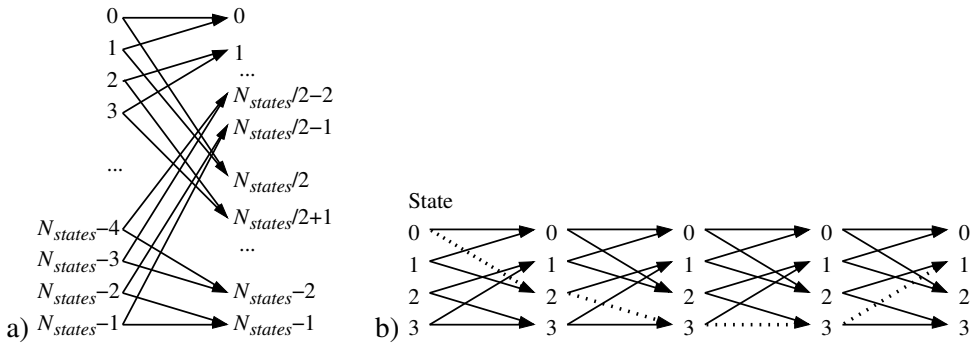 0 0
1 1
2 ...
3 N_states/2−2
N_states/2−1
... N_states/2
N_states−4 N_states/2+1
N_states−3 ...
N_states−2 N_states−2
a) N_states−1 N_states−1
State
0 0 0 0 0
1 1 1 1 1
2 2 2 2 2
b) 3 3 3 3 3